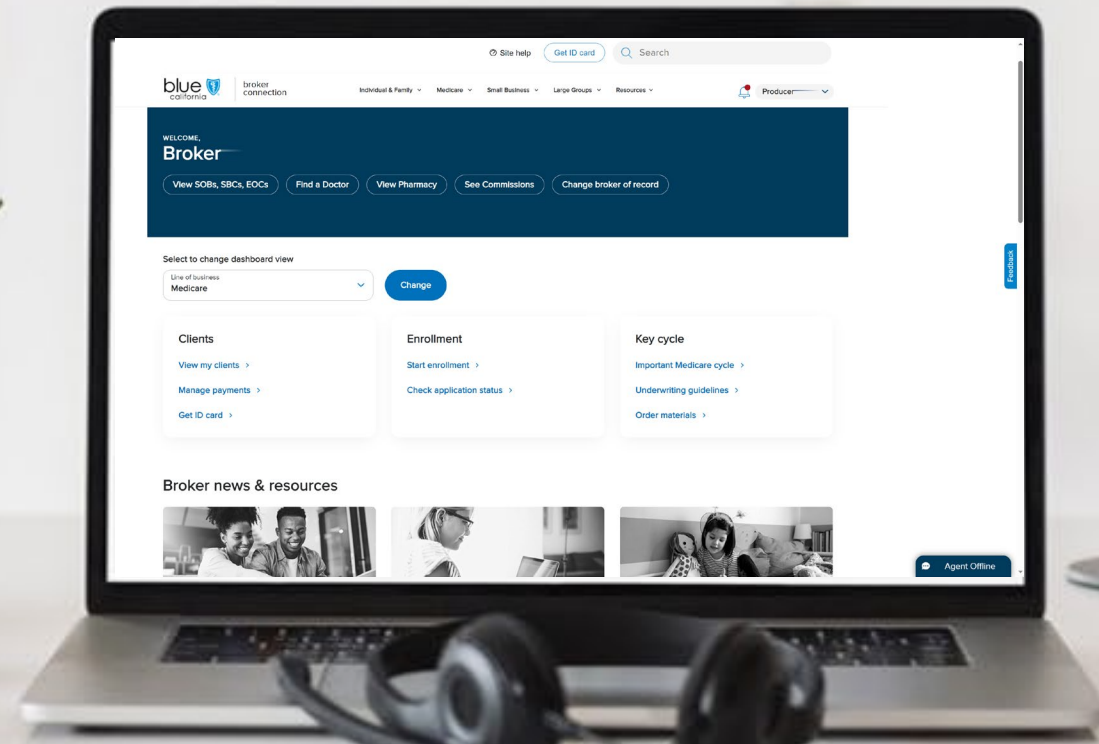 Site help Get ID card Search
blue california broker connection Individual & Family Medicare Small Business Large Groups Resources Producer
WELCOME,
Broker
View SOBs, SBCs, EOCs Find a Doctor View Pharmacy See Commissions Change broker of record
Feedback
Select to change dashboard view
Line of business
Medicare
Change
Clients Enrollment Key cycle
View my clients Start enrollment Important Medicare cycle
Manage payments Check application status Underwriting guidelines
Get ID card Order materials
Broker news & resources
Agent Offline